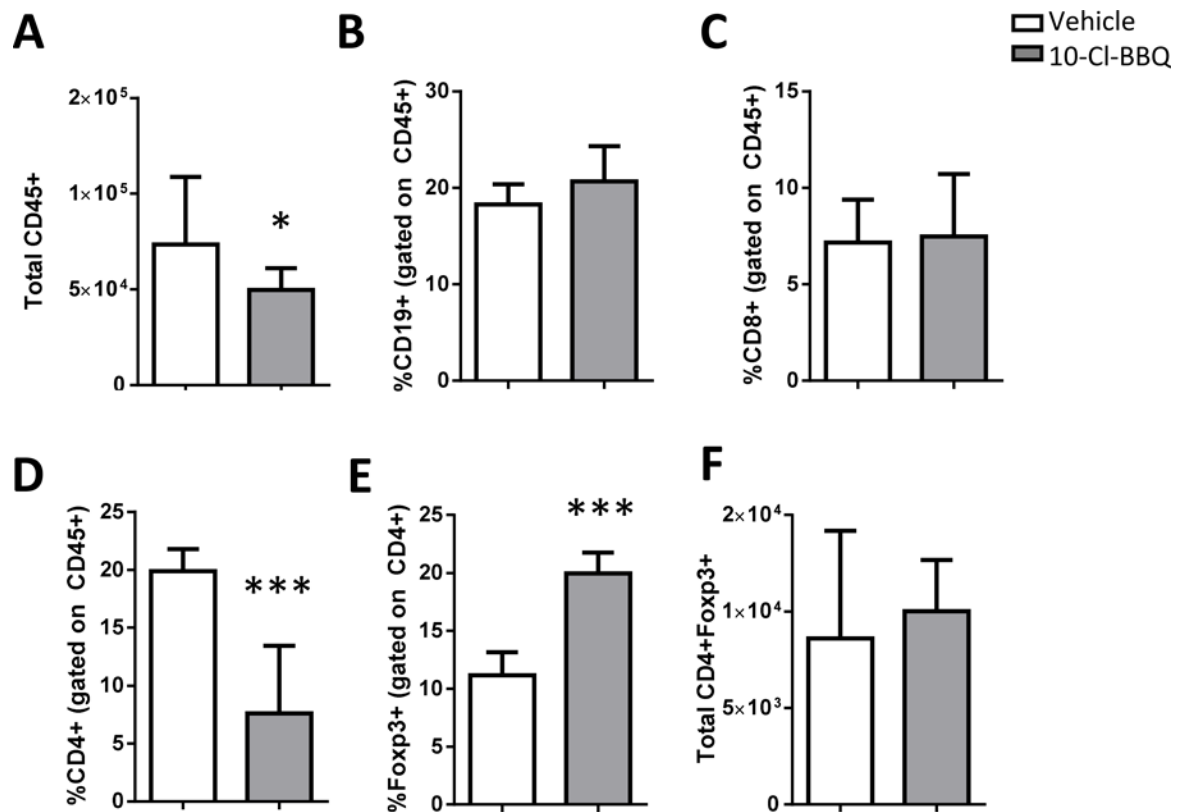 A
B
C
Vehicle
10-Cl-BBQ
Total CD45+
2×10⁵
1×10⁵
5×10⁴
0
*
%CD19+ (gated on CD45+)
30
20
10
0
%CD8+ (gated on CD45+)
15
10
5
0
D
E
F
%CD4+ (gated on CD45+)
25
20
15
10
5
0
***
%Foxp3+ (gated on CD4+)
25
20
15
10
5
0
***
Total CD4+Foxp3+
2×10⁴
1×10⁴
5×10³
0